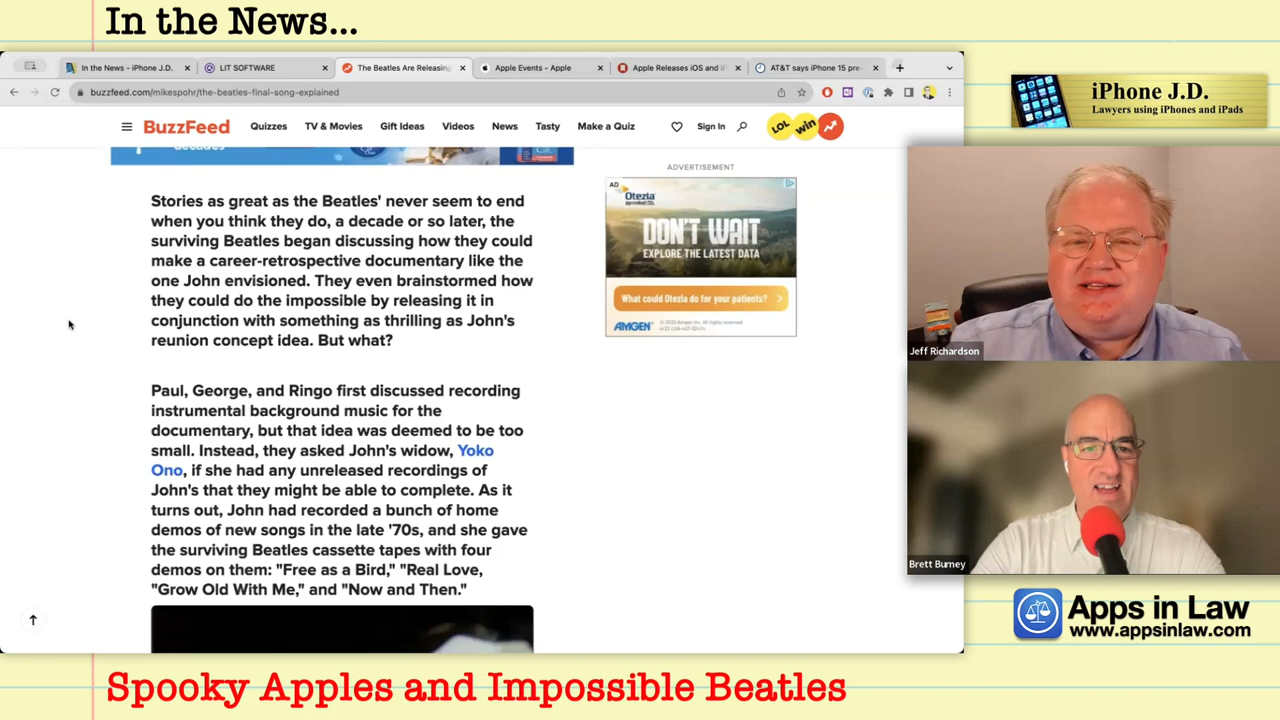 In the News...
In the News - iPhone J.D.
LIT SOFTWARE
The Beatles Are Releasing
Apple Events - Apple
Apple Releases iOS and i
AT&T says iPhone 15 pre-
buzzfeed.com/mikespohr/the-beatles-final-song-explained
BuzzFeed
Quizzes
TV & Movies
Gift Ideas
Videos
News
Tasty
Make a Quiz
Sign In
LOL
win
iPhone J.D.
Lawyers using iPhones and iPads
decades
ADVERTISEMENT
AD
Otezla
DON'T WAIT
EXPLORE THE LATEST DATA
What could Otezla do for your patients?
AMGEN
Stories as great as the Beatles' never seem to end
when you think they do, a decade or so later, the
surviving Beatles began discussing how they could
make a career-retrospective documentary like the
one John envisioned. They even brainstormed how
they could do the impossible by releasing it in
conjunction with something as thrilling as John's
reunion concept idea. But what?
Paul, George, and Ringo first discussed recording
instrumental background music for the
documentary, but that idea was deemed to be too
small. Instead, they asked John's widow, Yoko
Ono, if she had any unreleased recordings of
John's that they might be able to complete. As it
turns out, John had recorded a bunch of home
demos of new songs in the late '70s, and she gave
the surviving Beatles cassette tapes with four
demos on them: "Free as a Bird," "Real Love,
"Grow Old With Me," and "Now and Then."
Jeff Richardson
Brett Burney
Apps in Law
www.appsinlaw.com
Spooky Apples and Impossible Beatles